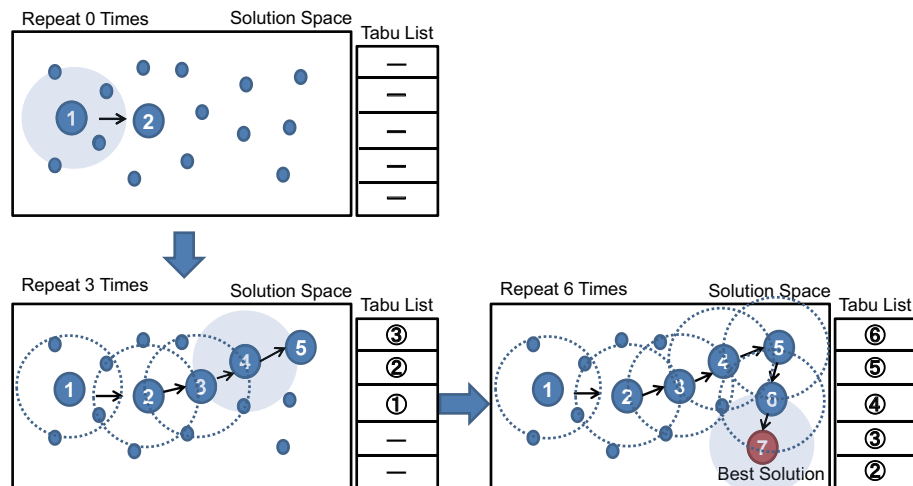 Repeat 0 Times
Solution Space
Tabu List
1
2
—
—
—
—
—
Repeat 3 Times
Solution Space
Tabu List
1
2
3
4
5
③
②
①
—
—
Repeat 6 Times
Solution Space
Tabu List
1
2
3
4
5
6
7
Best Solution
⑥
⑤
④
③
②